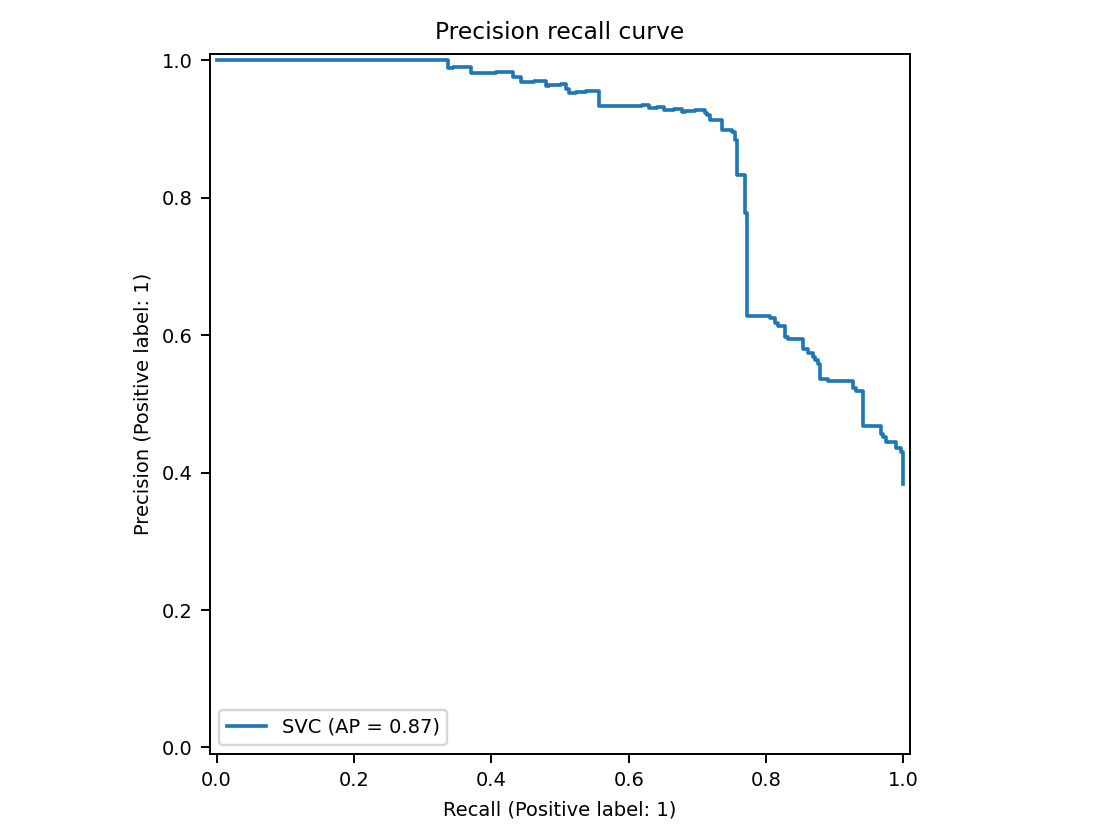 Precision recall curve
1.0
0.8
0.6
0.4
0.2
0.0
Precision (Positive label: 1)
SVC (AP = 0.87)
0.0 0.2 0.4 0.6 0.8 1.0
Recall (Positive label: 1)